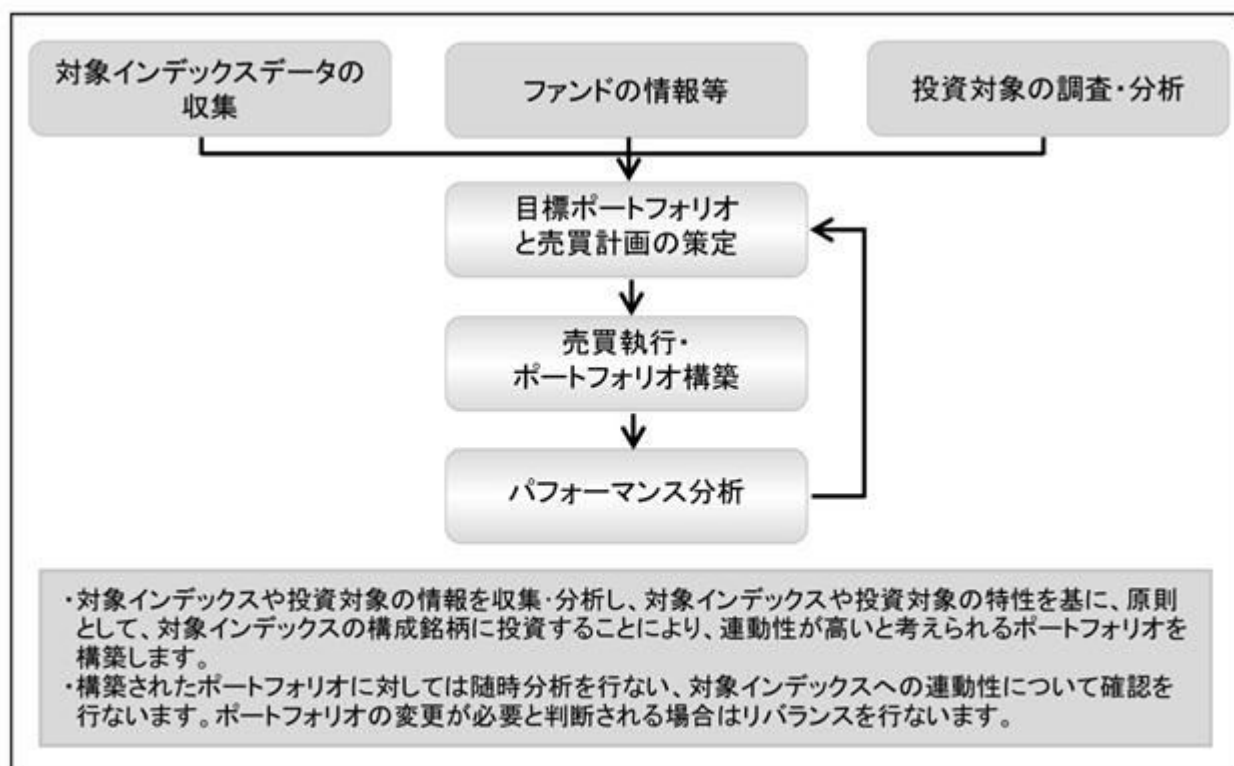 対象インデックスデータの
収集
ファンドの情報等
投資対象の調査・分析
目標ポートフォリオ
と売買計画の策定
売買執行・
ポートフォリオ構築
パフォーマンス分析
・対象インデックスや投資対象の情報を収集・分析し、対象インデックスや投資対象の特性を基に、原則
として、対象インデックスの構成銘柄に投資することにより、連動性が高いと考えられるポートフォリオを
構築します。
・構築されたポートフォリオに対しては随時分析を行ない、対象インデックスへの連動性について確認を
行ないます。ポートフォリオの変更が必要と判断される場合はリバランスを行ないます。